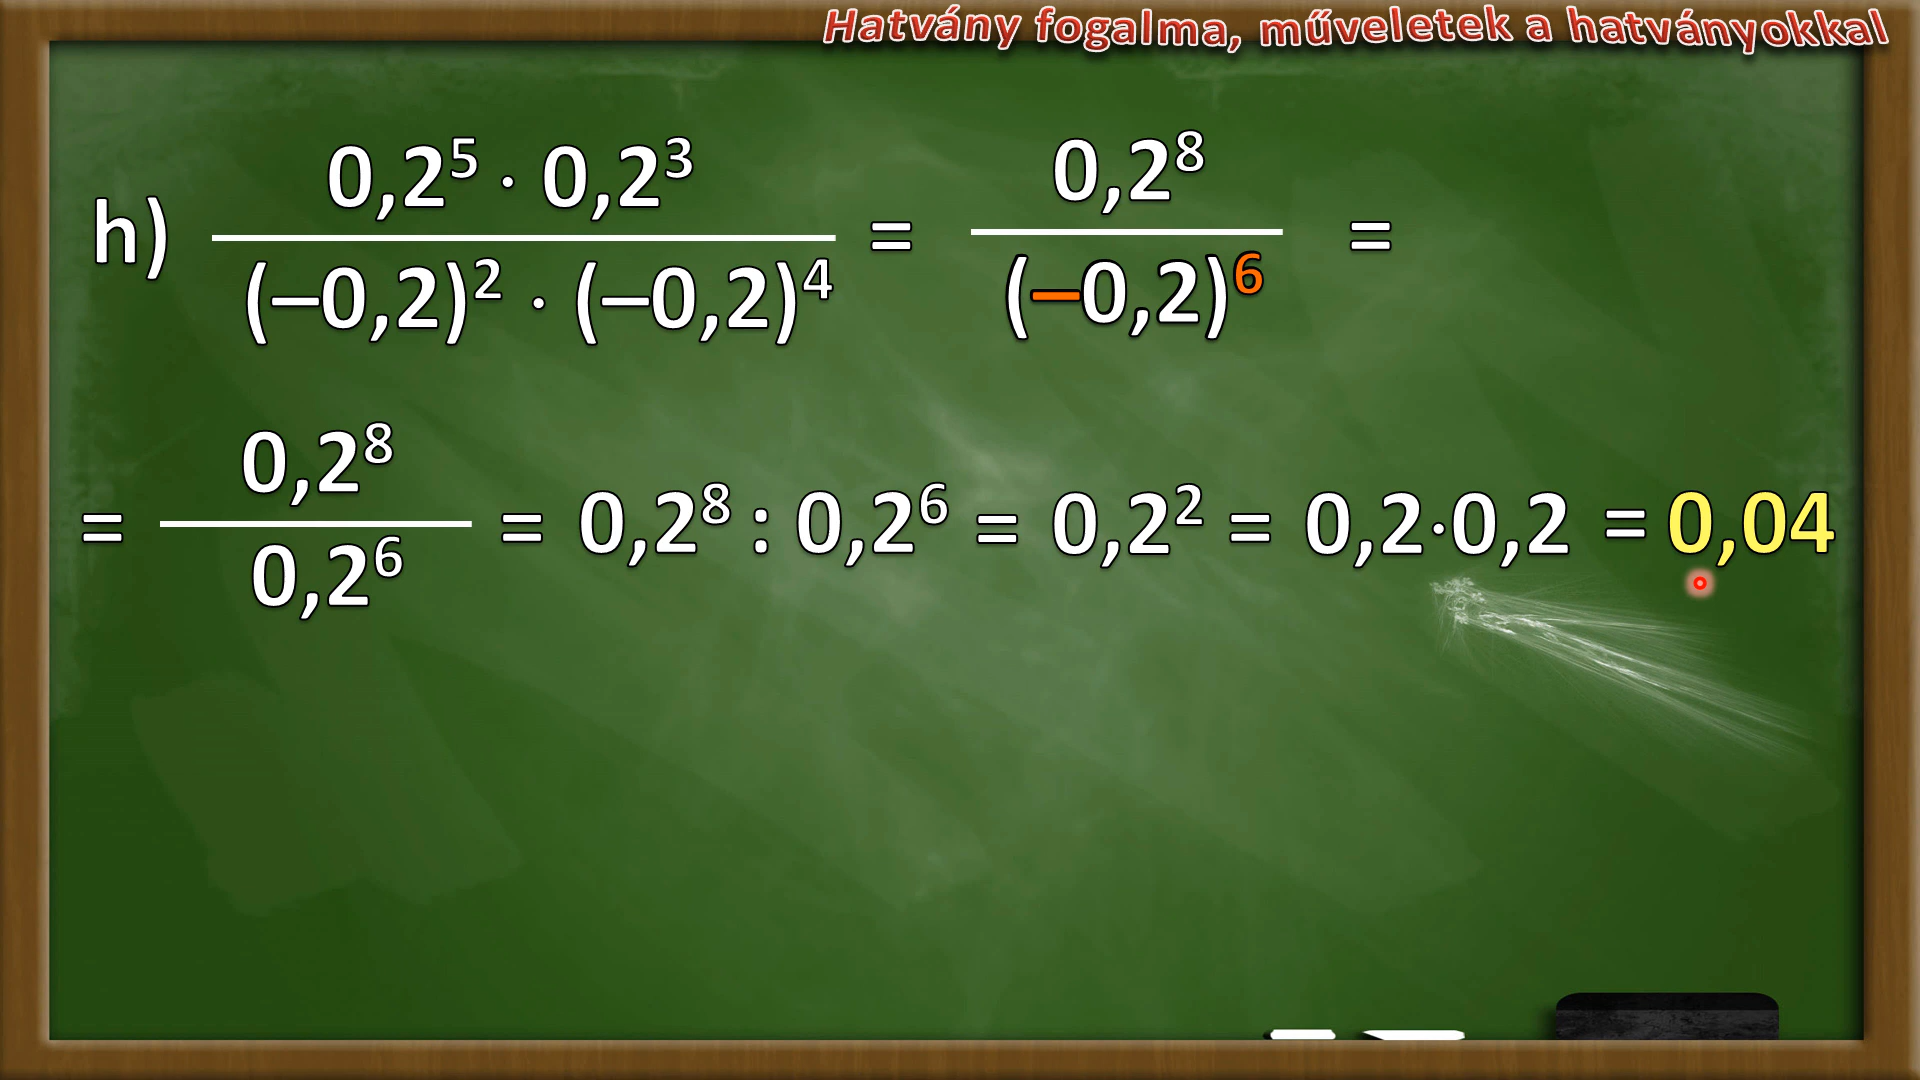 Hatvány fogalma, műveletek a hatványokkal
h) 0,2⁵ · 0,2³ / (–0,2)² · (–0,2)⁴ = 0,2⁸ / (–0,2)⁶ =
= 0,2⁸ / 0,2⁶ = 0,2⁸ : 0,2⁶ = 0,2² = 0,2·0,2 = 0,04